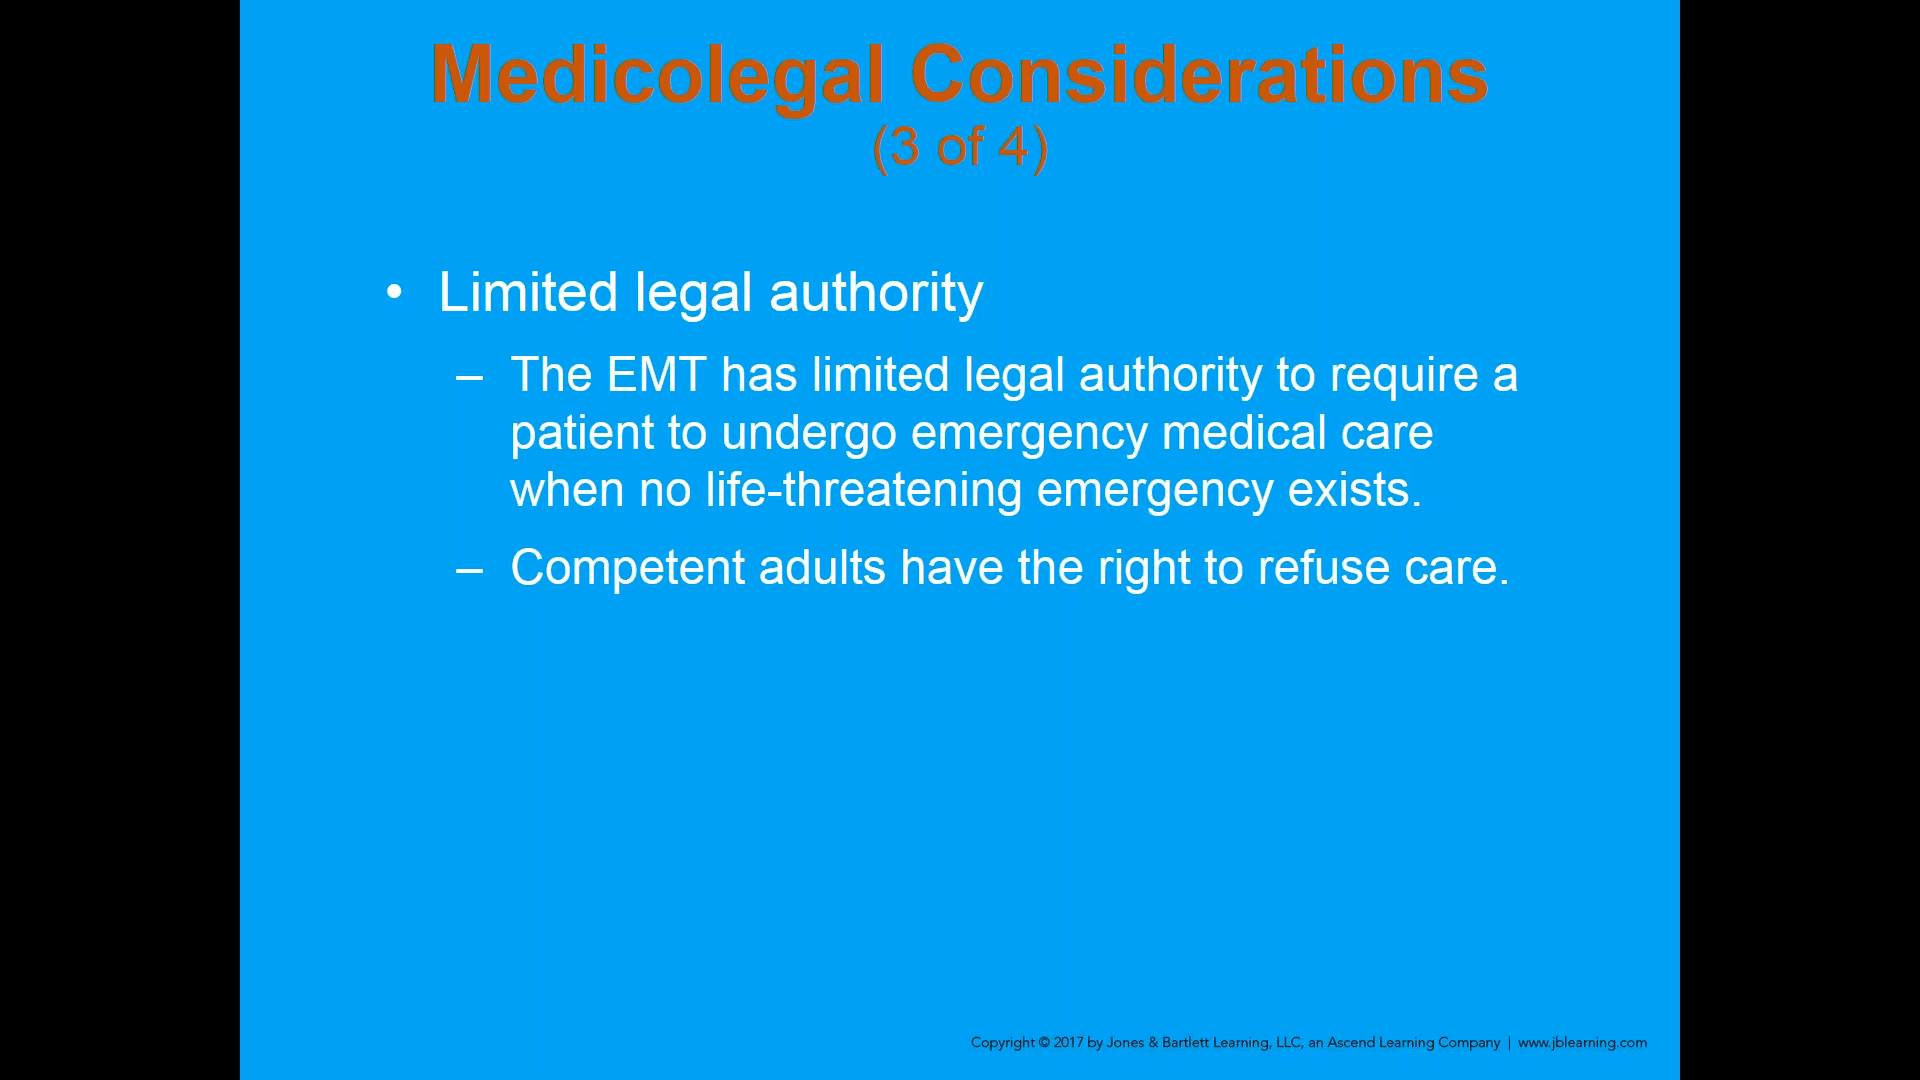 Medicolegal Considerations
(3 of 4)
• Limited legal authority
– The EMT has limited legal authority to require a
patient to undergo emergency medical care
when no life-threatening emergency exists.
– Competent adults have the right to refuse care.
Copyright © 2017 by Jones & Bartlett Learning, LLC, an Ascend Learning Company | www.jblearning.com